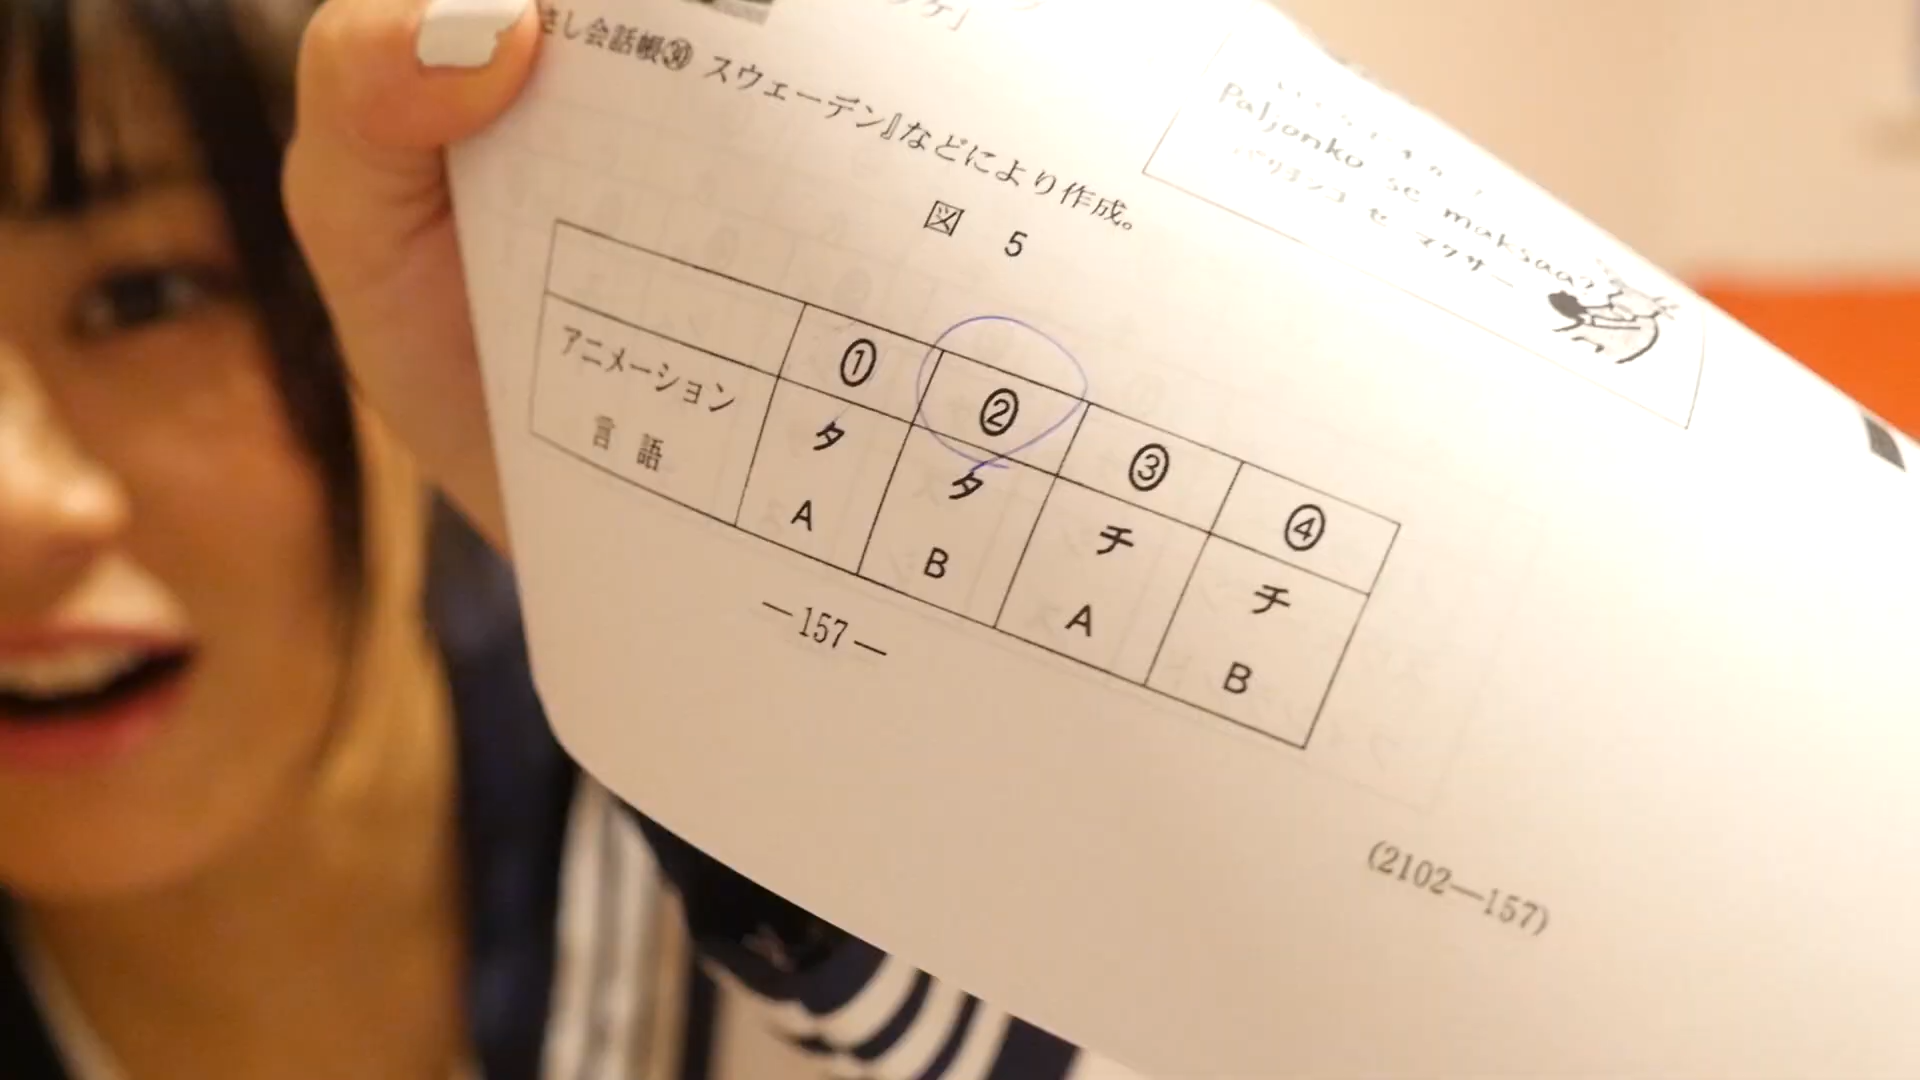 さし会話帳㉚ スウェーデン』などにより作成。
Paljonko se maksaa?
パリヨンコ セ マクサー
図 5
① ② ③ ④
アニメーション タ タ チ チ
言語 A B A B
—157—
(2102—157)